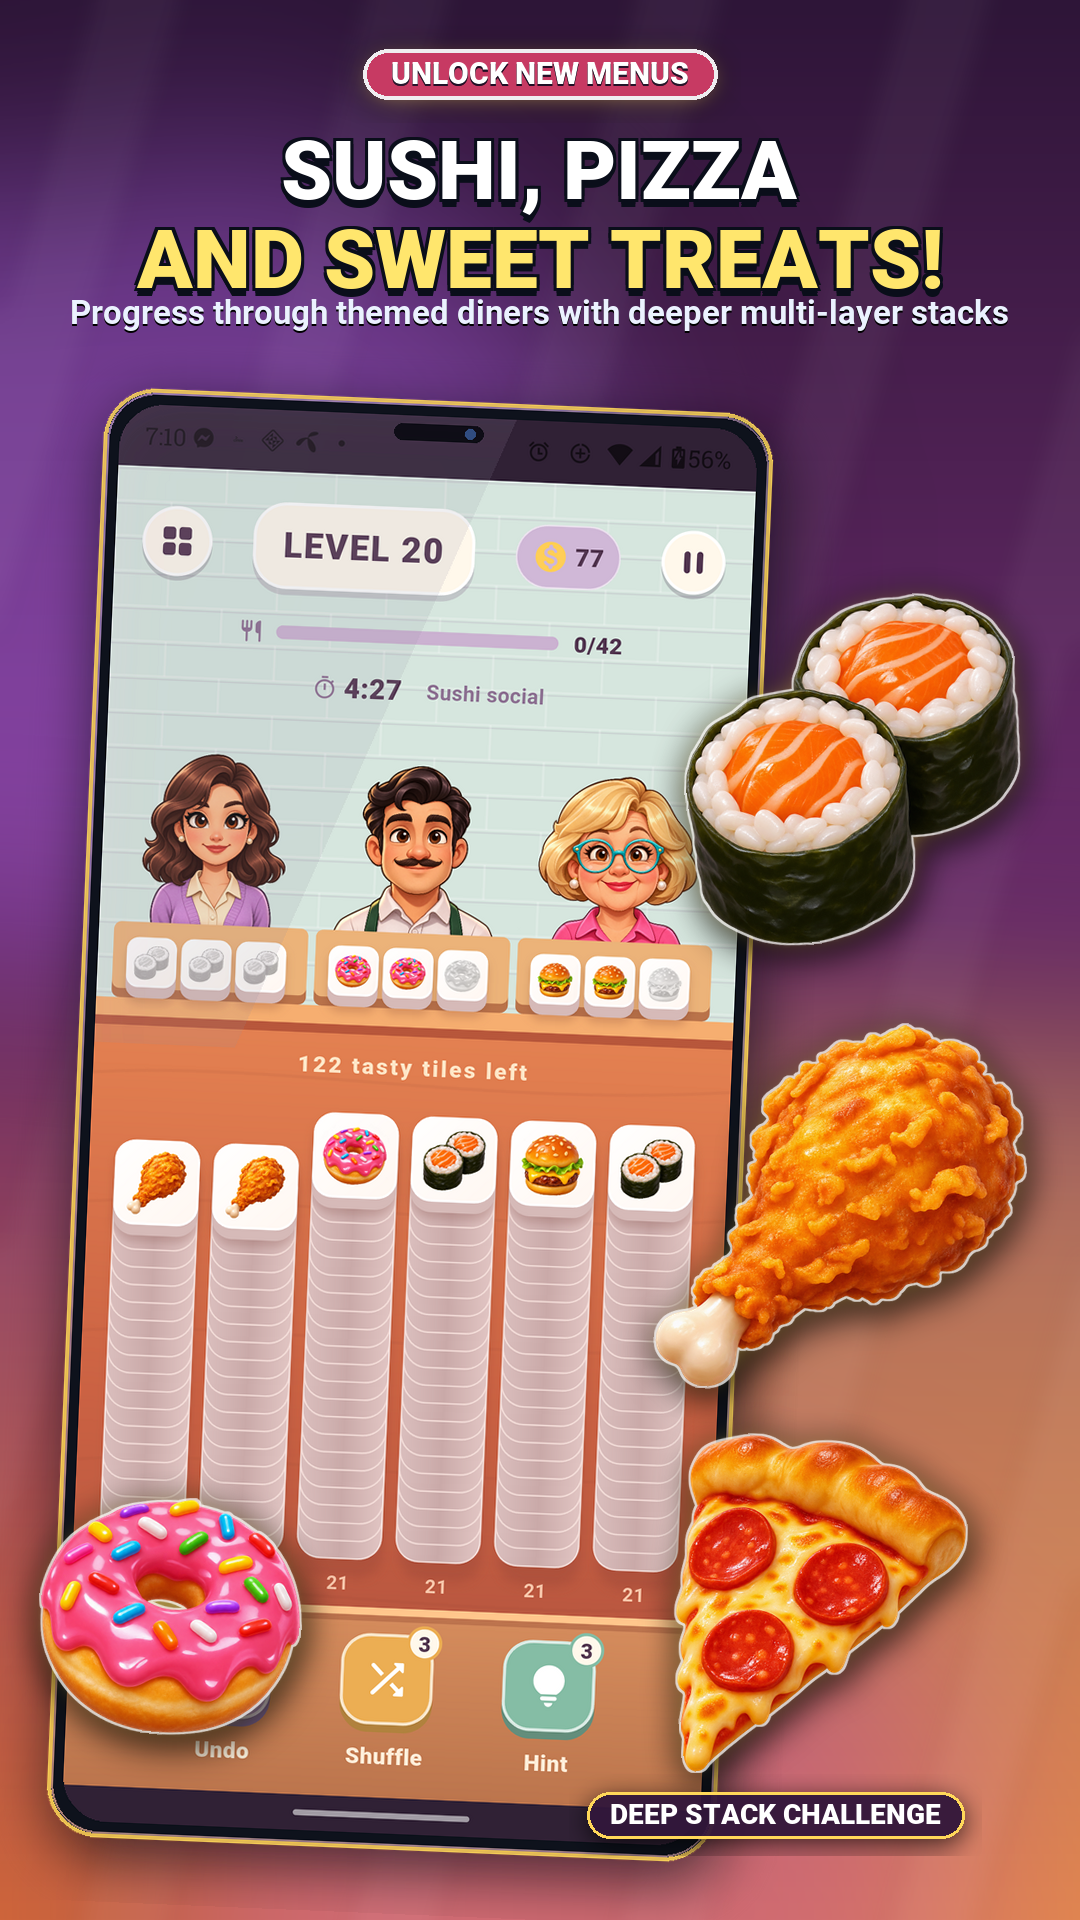 UNLOCK NEW MENUS
SUSHI, PIZZA
AND SWEET TREATS!
Progress through themed diners with deeper multi-layer stacks
7:10
56%
LEVEL 20
77
0/42
4:27 Sushi social
122 tasty tiles left
21 21 21 21
3 3
Undo Shuffle Hint
DEEP STACK CHALLENGE